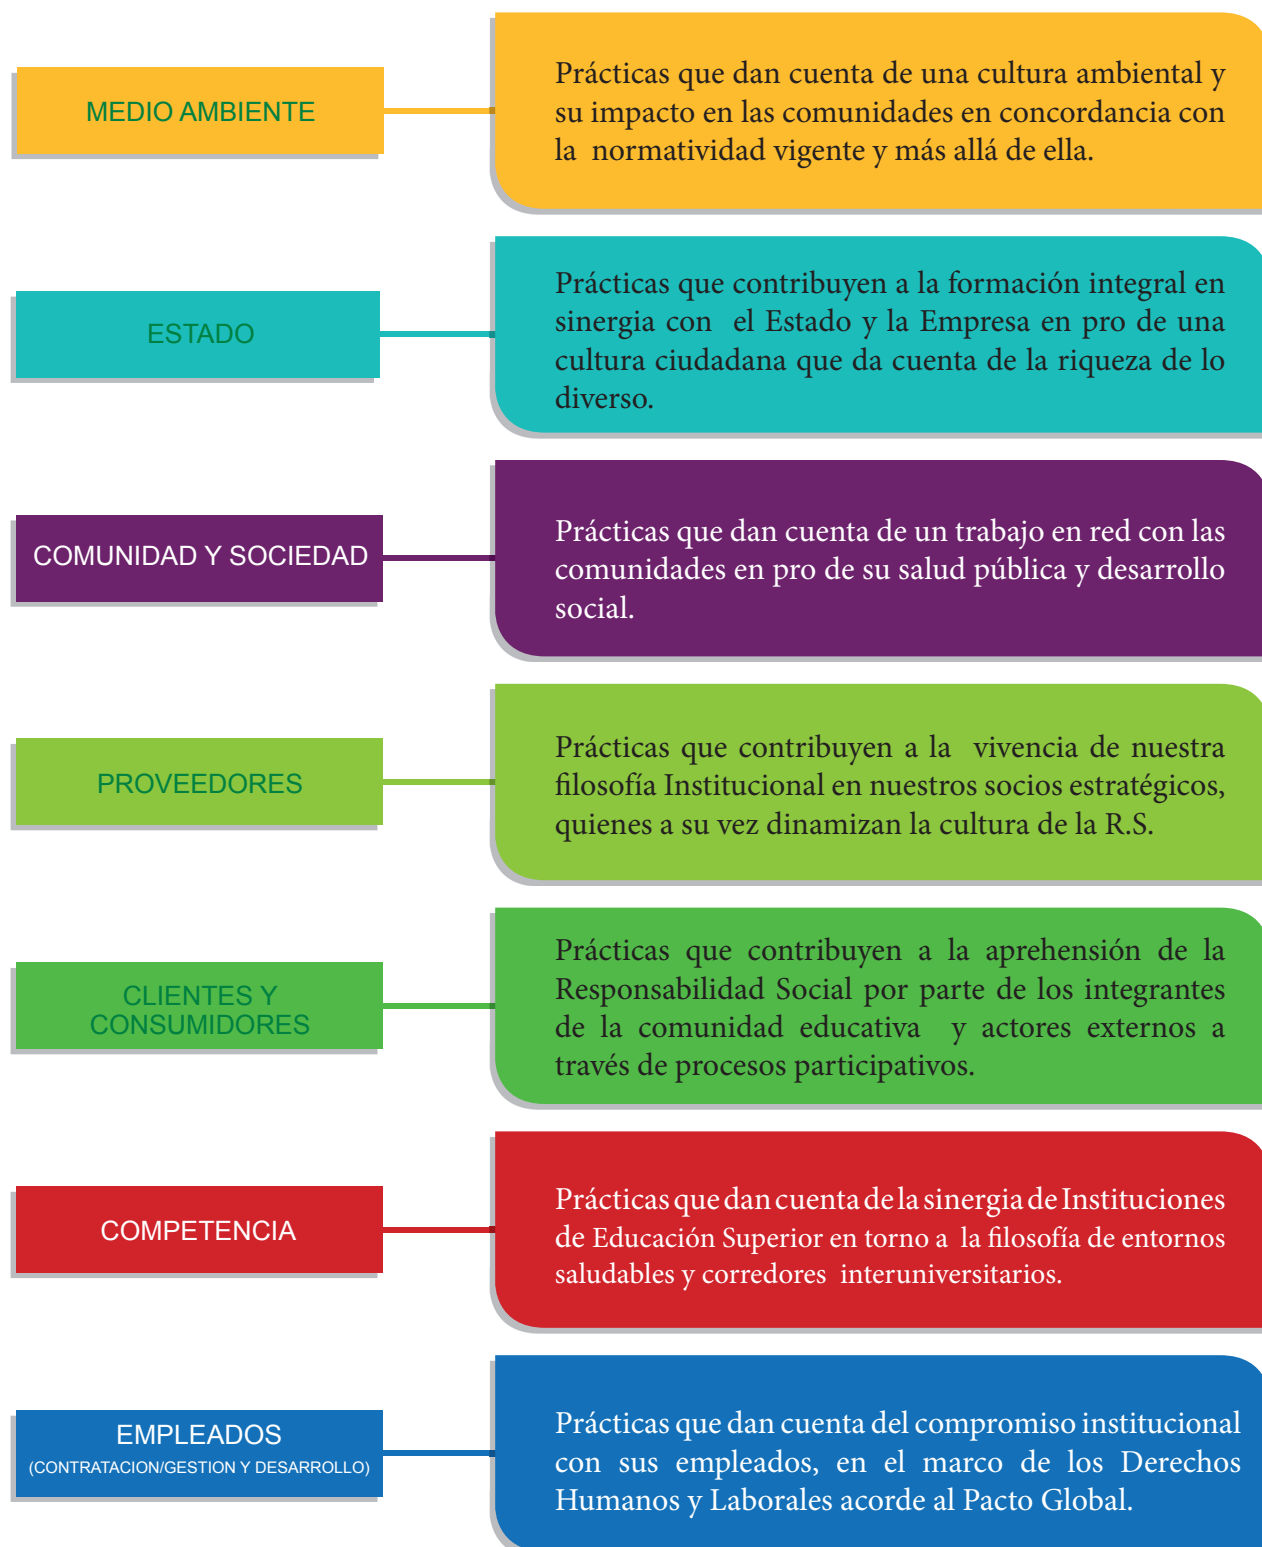 MEDIO AMBIENTE
Prácticas que dan cuenta de una cultura ambiental y
su impacto en las comunidades en concordancia con
la normatividad vigente y más allá de ella.
ESTADO
Prácticas que contribuyen a la formación integral en
sinergia con el Estado y la Empresa en pro de una
cultura ciudadana que da cuenta de la riqueza de lo
diverso.
COMUNIDAD Y SOCIEDAD
Prácticas que dan cuenta de un trabajo en red con las
comunidades en pro de su salud pública y desarrollo
social.
PROVEEDORES
Prácticas que contribuyen a la vivencia de nuestra
filosofía Institucional en nuestros socios estratégicos,
quienes a su vez dinamizan la cultura de la R.S.
CLIENTES Y
CONSUMIDORES
Prácticas que contribuyen a la aprehensión de la
Responsabilidad Social por parte de los integrantes
de la comunidad educativa y actores externos a
través de procesos participativos.
COMPETENCIA
Prácticas que dan cuenta de la sinergia de Instituciones
de Educación Superior en torno a la filosofía de entornos
saludables y corredores interuniversitarios.
EMPLEADOS
(CONTRATACION/GESTION Y DESARROLLO)
Prácticas que dan cuenta del compromiso institucional
con sus empleados, en el marco de los Derechos
Humanos y Laborales acorde al Pacto Global.